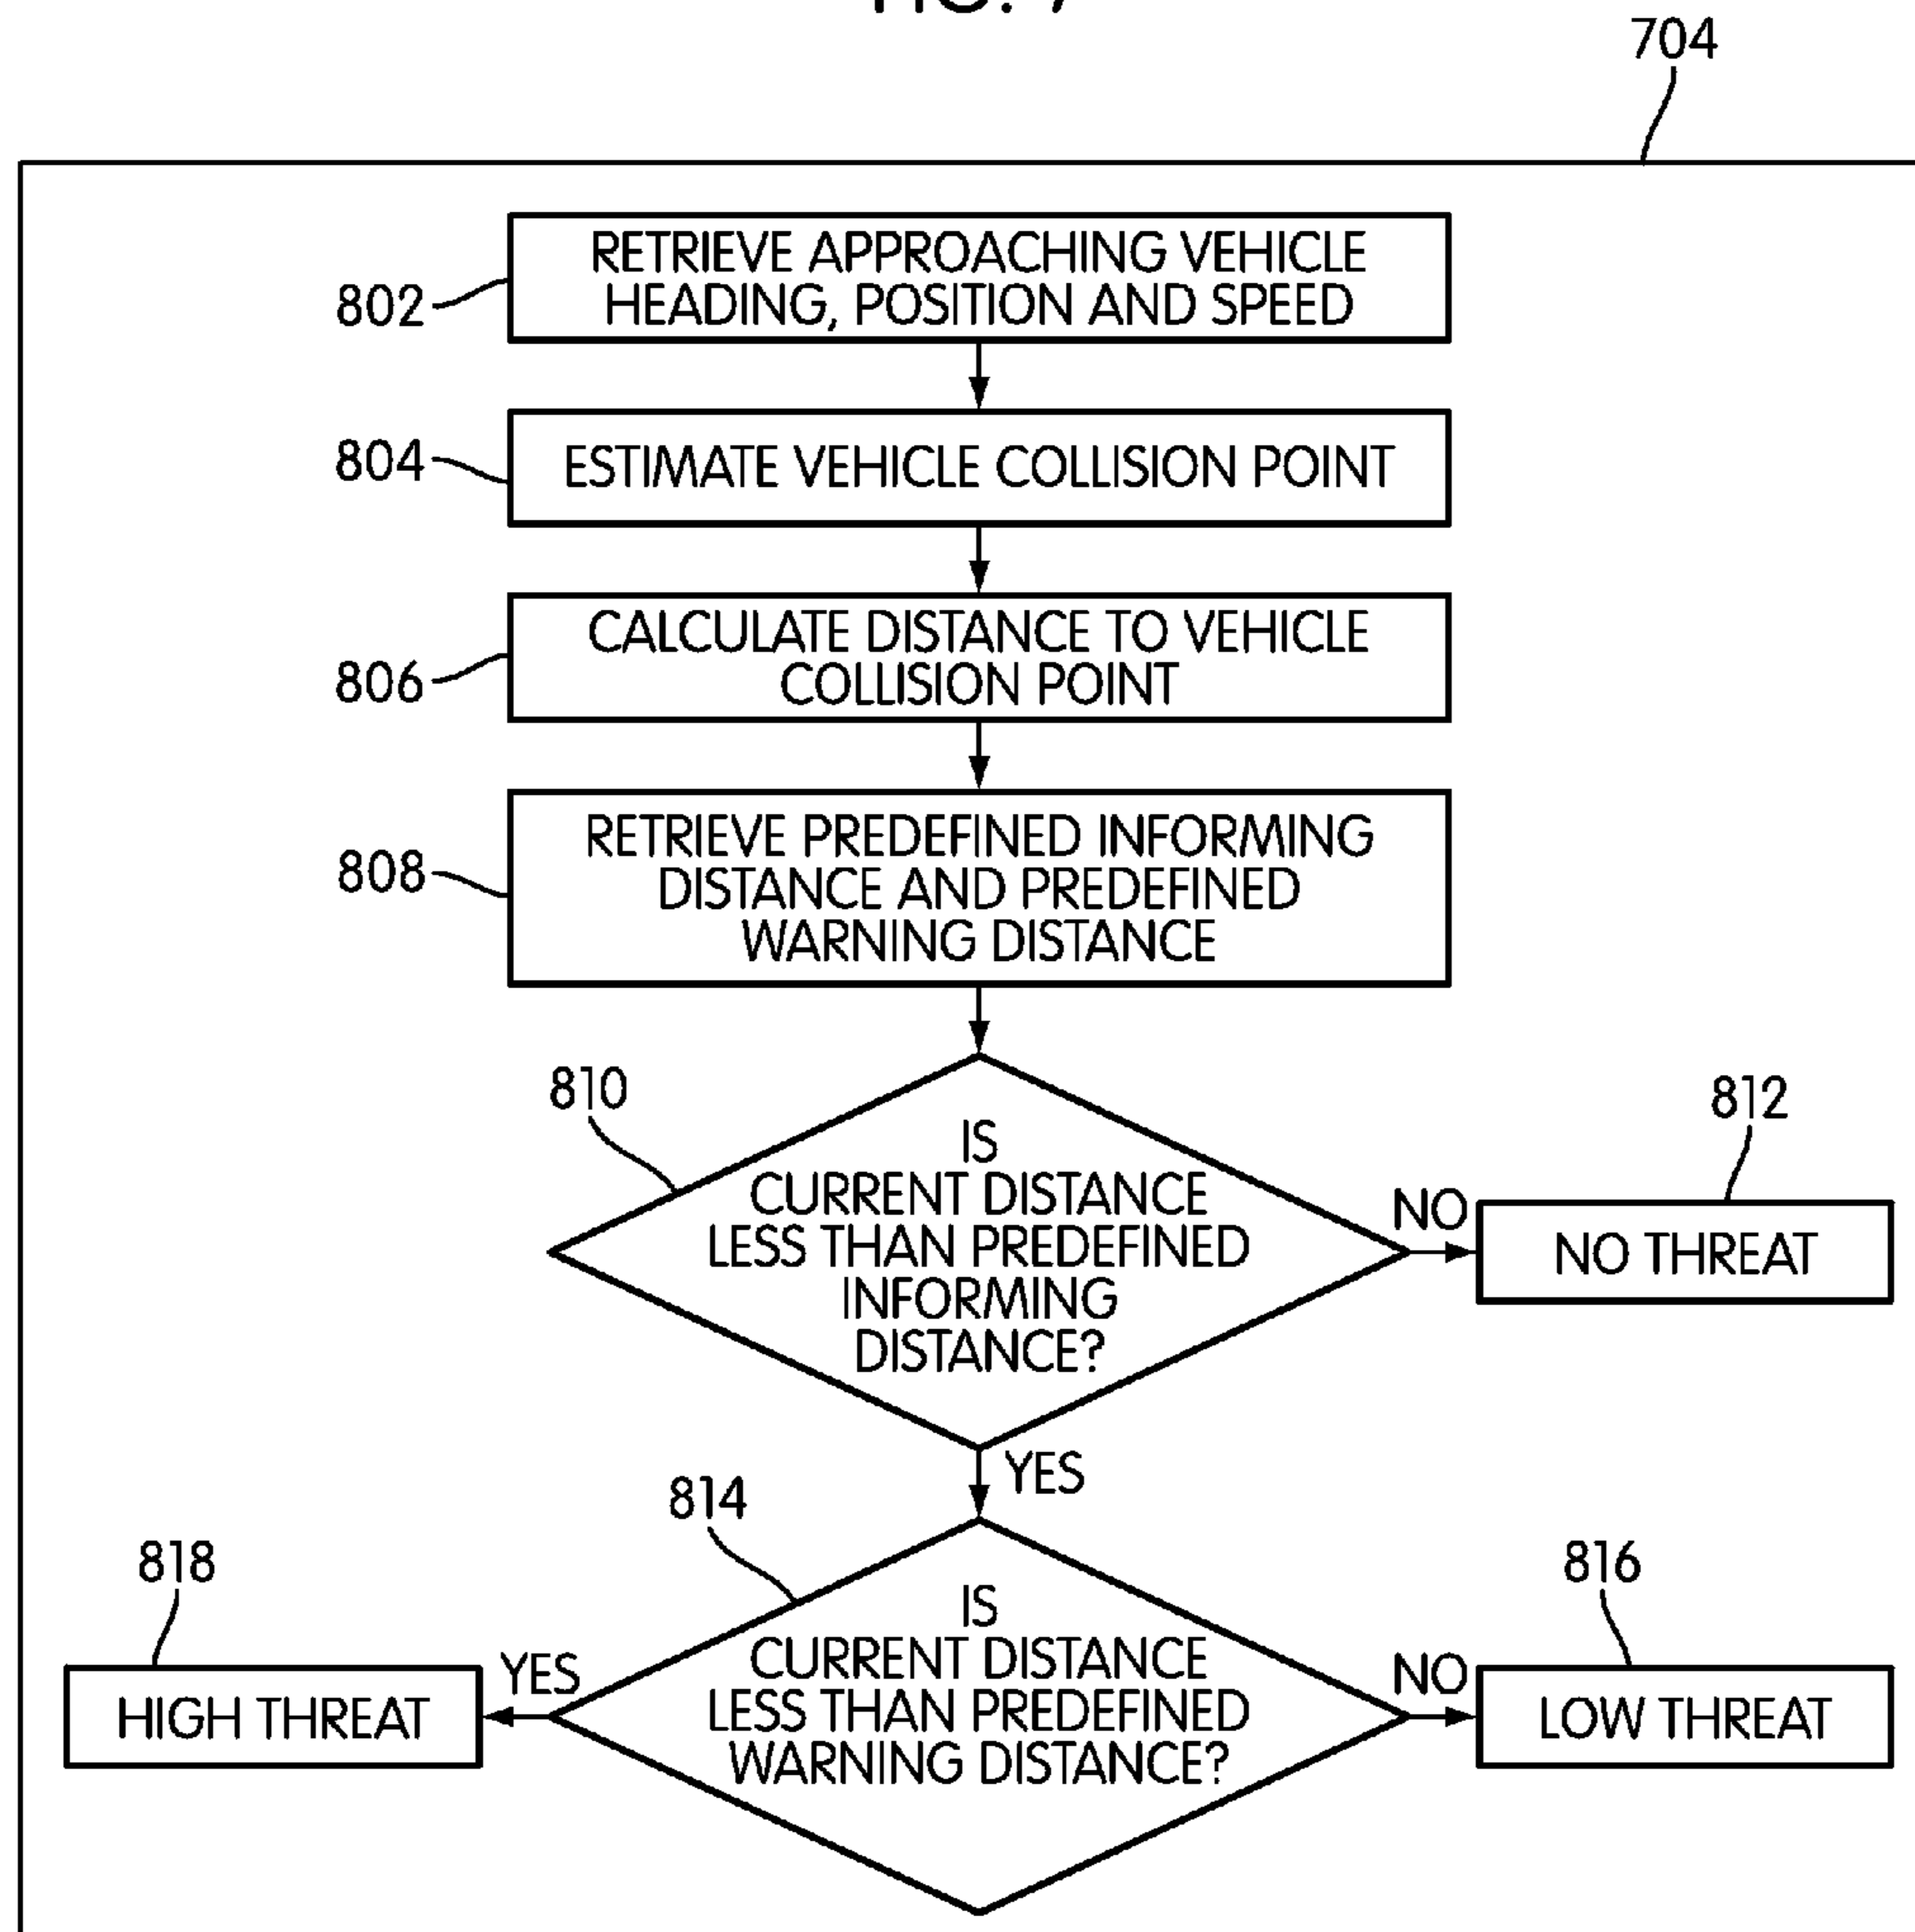 704
RETRIEVE APPROACHING VEHICLE
HEADING, POSITION AND SPEED
802
ESTIMATE VEHICLE COLLISION POINT
804
CALCULATE DISTANCE TO VEHICLE
COLLISION POINT
806
RETRIEVE PREDEFINED INFORMING
DISTANCE AND PREDEFINED
WARNING DISTANCE
808
810
IS
CURRENT DISTANCE
LESS THAN PREDEFINED
INFORMING
DISTANCE?
NO
812
NO THREAT
YES
814
IS
CURRENT DISTANCE
LESS THAN PREDEFINED
WARNING DISTANCE?
YES
818
HIGH THREAT
NO
816
LOW THREAT